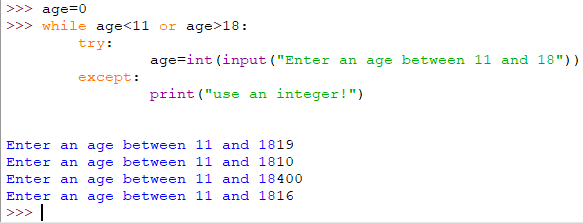 >>> age=0
>>> while age<11 or age>18:
        try:
                age=int(input("Enter an age between 11 and 18"))
        except:
                print("use an integer!")
Enter an age between 11 and 1819
Enter an age between 11 and 1810
Enter an age between 11 and 18400
Enter an age between 11 and 1816
>>>